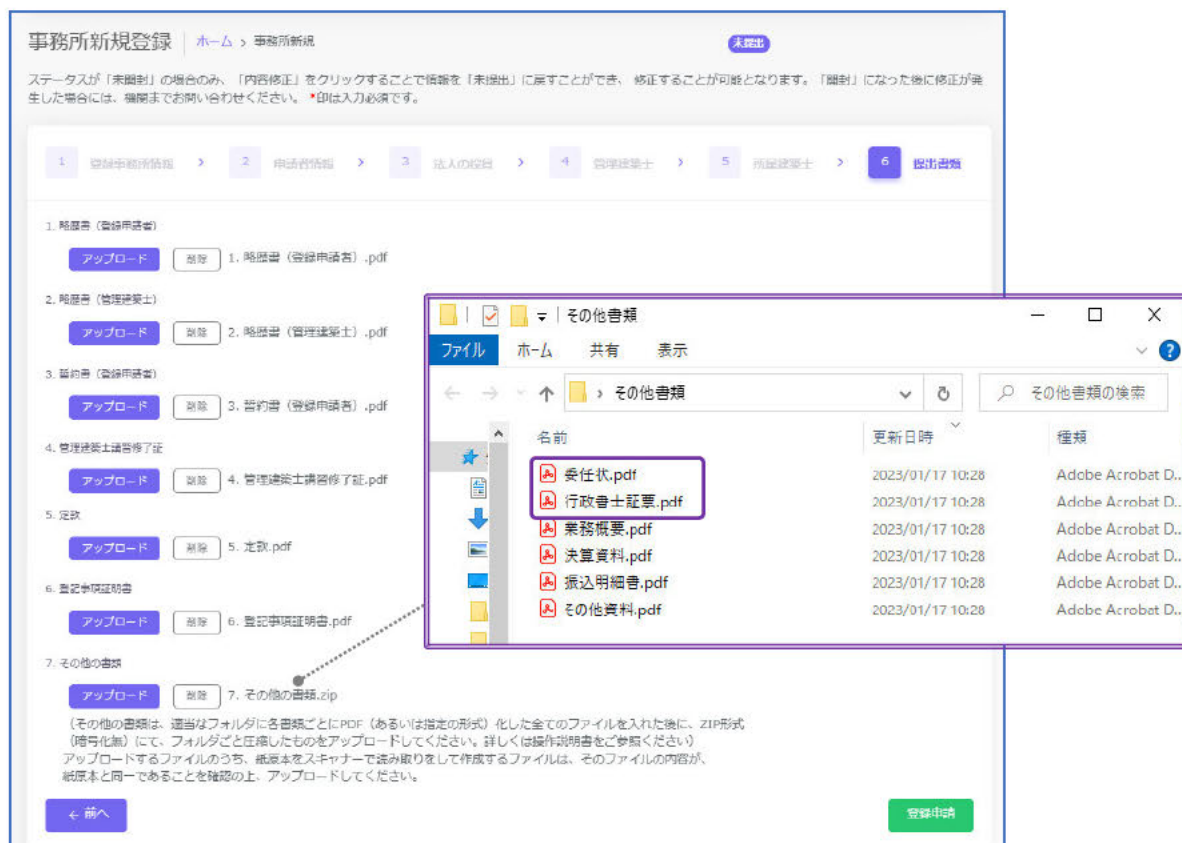 事務所新規登録 ホーム > 事務所新規
未提出
ステータスが「未開封」の場合のみ、「内容修正」をクリックすることで情報を「未提出」に戻すことができ、 修正することが可能となります。「開封」になった後に修正が発
生した場合には、機関までお問い合わせください。 *印は入力必須です。
1 登録事務所情報 > 2 申請者情報 > 3 法人の役員 > 4 管理建築士 > 5 所属建築士 > 6 提出書類
1. 略歴書（登録申請者）
アップロード 削除 1. 略歴書（登録申請者）.pdf
2. 略歴書（管理建築士）
アップロード 削除 2. 略歴書（管理建築士）.pdf
3. 誓約書（登録申請者）
アップロード 削除 3. 誓約書（登録申請者）.pdf
4. 管理建築士講習修了証
アップロード 削除 4. 管理建築士講習修了証.pdf
5. 定款
アップロード 削除 5. 定款.pdf
6. 登記事項証明書
アップロード 削除 6. 登記事項証明書.pdf
7. その他の書類
アップロード 削除 7. その他の書類.zip
（その他の書類は、適当なフォルダに各書類ごとにPDF（あるいは指定の形式）化した全てのファイルを入れた後に、ZIP形式
（暗号化無）にて、フォルダごと圧縮したものをアップロードしてください。詳しくは操作説明書をご参照ください）
アップロードするファイルのうち、紙原本をスキャナーで読み取りをして作成するファイルは、そのファイルの内容が、
紙原本と同一であることを確認の上、アップロードしてください。
← 前へ
登録申請
その他書類
ファイル ホーム 共有 表示
> その他書類
その他書類の検索
名前 更新日時 種類
委任状.pdf 2023/01/17 10:28 Adobe Acrobat D..
行政書士証票.pdf 2023/01/17 10:28 Adobe Acrobat D..
業務概要.pdf 2023/01/17 10:28 Adobe Acrobat D..
決算資料.pdf 2023/01/17 10:28 Adobe Acrobat D..
振込明細書.pdf 2023/01/17 10:28 Adobe Acrobat D..
その他資料.pdf 2023/01/17 10:28 Adobe Acrobat D..